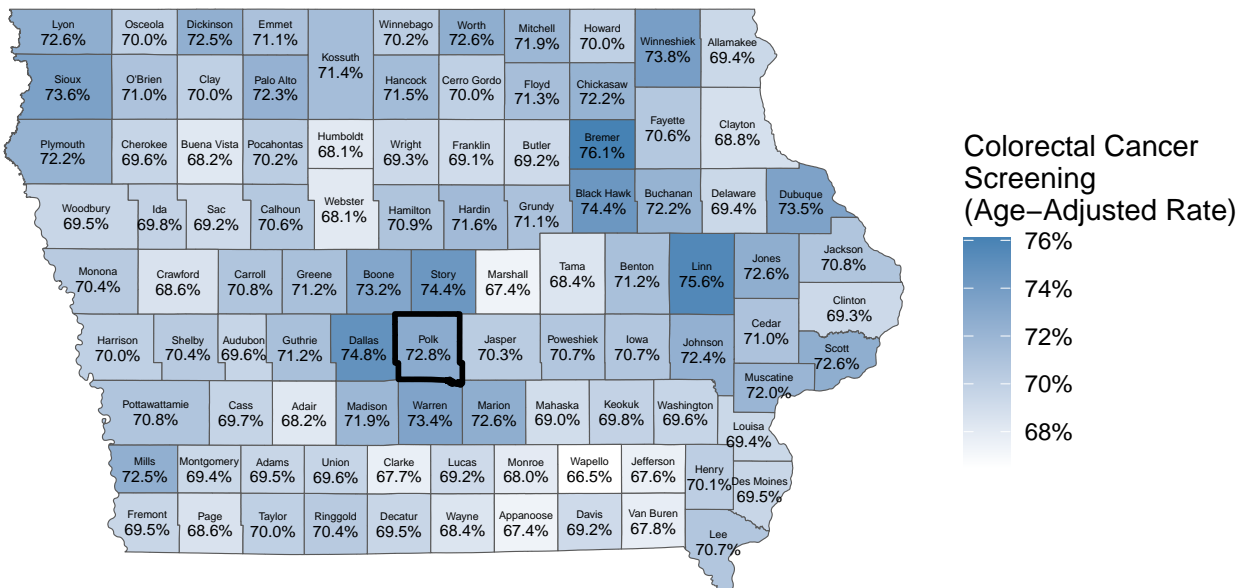 Lyon
72.6%
Osceola
70.0%
Dickinson
72.5%
Emmet
71.1%
Kossuth
71.4%
Winnebago
70.2%
Worth
72.6%
Mitchell
71.9%
Howard
70.0%
Winneshiek
73.8%
Allamakee
69.4%
Sioux
73.6%
O'Brien
71.0%
Clay
70.0%
Palo Alto
72.3%
Hancock
71.5%
Cerro Gordo
70.0%
Floyd
71.3%
Chickasaw
72.2%
Fayette
70.6%
Clayton
68.8%
Plymouth
72.2%
Cherokee
69.6%
Buena Vista
68.2%
Pocahontas
70.2%
Humboldt
68.1%
Wright
69.3%
Franklin
69.1%
Butler
69.2%
Bremer
76.1%
Woodbury
69.5%
Ida
69.8%
Sac
69.2%
Calhoun
70.6%
Webster
68.1%
Hamilton
70.9%
Hardin
71.6%
Grundy
71.1%
Black Hawk
74.4%
Buchanan
72.2%
Delaware
69.4%
Dubuque
73.5%
Monona
70.4%
Crawford
68.6%
Carroll
70.8%
Greene
71.2%
Boone
73.2%
Story
74.4%
Marshall
67.4%
Tama
68.4%
Benton
71.2%
Linn
75.6%
Jones
72.6%
Jackson
70.8%
Clinton
69.3%
Harrison
70.0%
Shelby
70.4%
Audubon
69.6%
Guthrie
71.2%
Dallas
74.8%
Polk
72.8%
Jasper
70.3%
Poweshiek
70.7%
Iowa
70.7%
Johnson
72.4%
Cedar
71.0%
Scott
72.6%
Muscatine
72.0%
Pottawattamie
70.8%
Cass
69.7%
Adair
68.2%
Madison
71.9%
Warren
73.4%
Marion
72.6%
Mahaska
69.0%
Keokuk
69.8%
Washington
69.6%
Louisa
69.4%
Mills
72.5%
Montgomery
69.4%
Adams
69.5%
Union
69.6%
Clarke
67.7%
Lucas
69.2%
Monroe
68.0%
Wapello
66.5%
Jefferson
67.6%
Henry
70.1%
Des Moines
69.5%
Fremont
69.5%
Page
68.6%
Taylor
70.0%
Ringgold
70.4%
Decatur
69.5%
Wayne
68.4%
Appanoose
67.4%
Davis
69.2%
Van Buren
67.8%
Lee
70.7%
Colorectal Cancer
Screening
(Age−Adjusted Rate)
76%
74%
72%
70%
68%